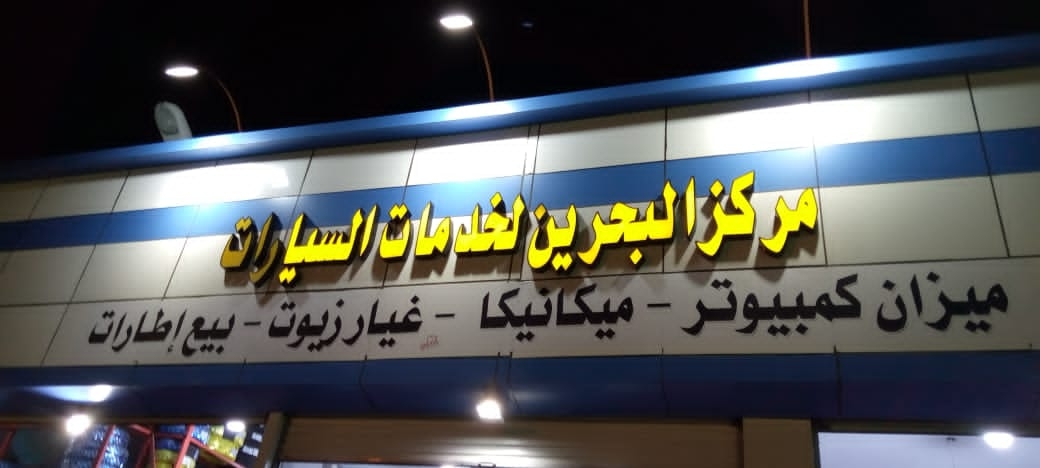 مركز البحرين لخدمات السيارات
ميزان كمبيوتر - ميكانيكا - غيار زيوت - بيع إطارات